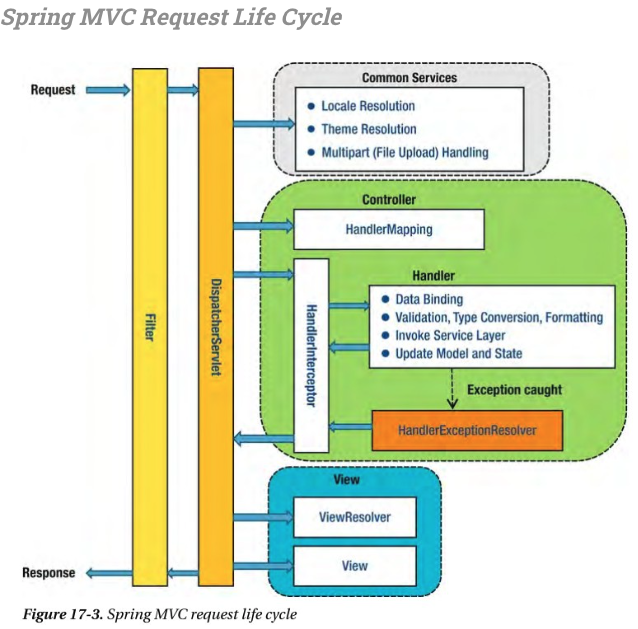 Spring MVC Request Life Cycle
Request
Filter
DispatcherServlet
Common Services
Locale Resolution
Theme Resolution
Multipart (File Upload) Handling
Controller
HandlerMapping
HandlerInterceptor
Handler
Data Binding
Validation, Type Conversion, Formatting
Invoke Service Layer
Update Model and State
Exception caught
HandlerExceptionResolver
View
ViewResolver
View
Response
Figure 17-3. Spring MVC request life cycle